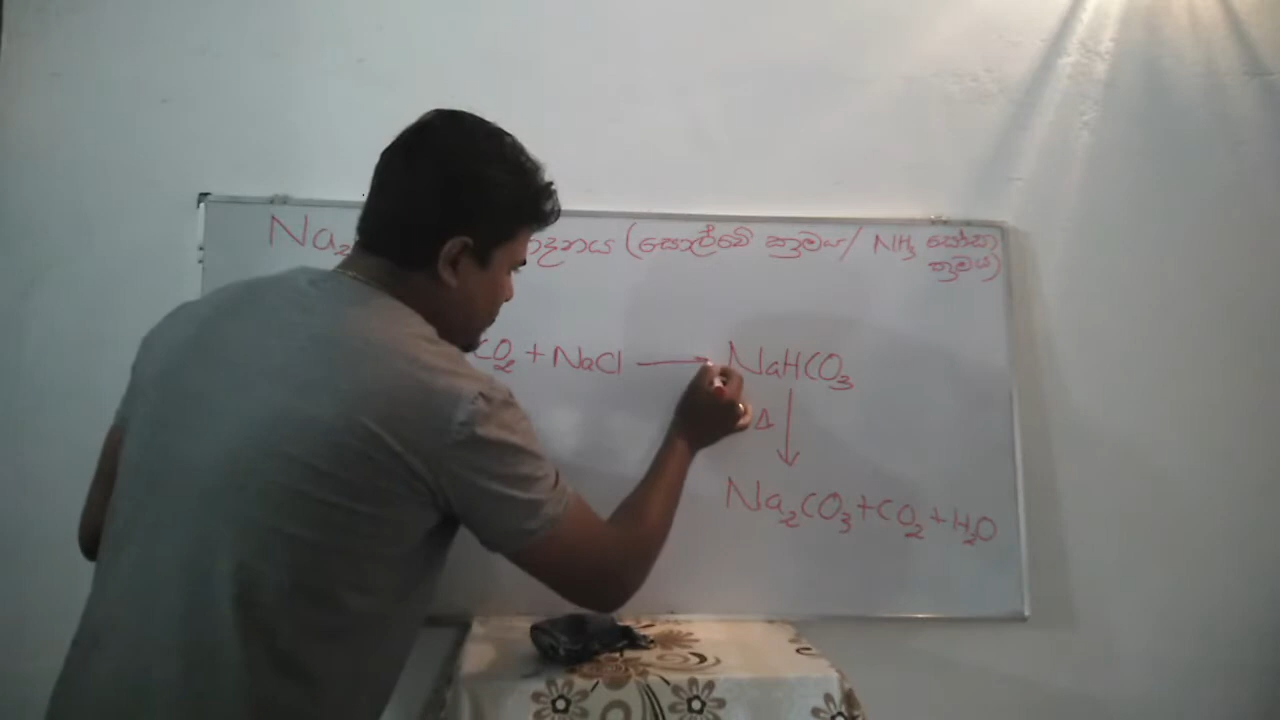 Na₂ දනය (සොල්වේ ක්‍රමය/ NH₃ සෝඩා
ක්‍රමය)
CO₂ + NaCl ⟶ NaHCO₃
Δ ↓
Na₂CO₃ + CO₂ + H₂O